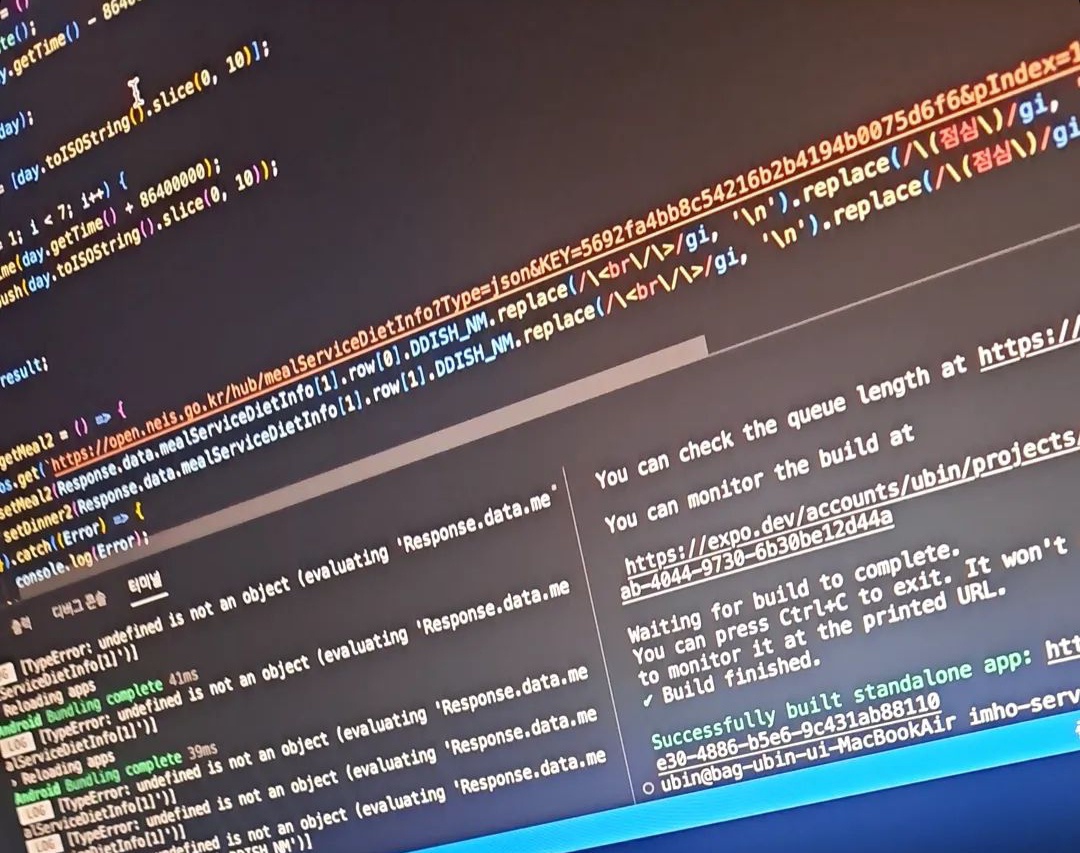 = ()
te();
y.getTime() - 8640
day);
= [day.toISOString().slice(0, 10)];
= 1; i < 7; i++) {
ime(day.getTime() + 86400000);
push(day.toISOString().slice(0, 10));
result;
getMeal2 = () => {
os.get(`https://open.neis.go.kr/hub/mealServiceDietInfo?Type=json&KEY=5692fa4bb8c54216b2b4194b0075d6f6&pIndex=1
setMeal2(Response.data.mealServiceDietInfo[1].row[0].DDISH_NM.replace(/\<br\/\>/gi, '\n').replace(/\(점심\)/gi,
setDinner2(Response.data.mealServiceDietInfo[1].row[1].DDISH_NM.replace(/\<br\/\>/gi, '\n').replace(/\(점심\)/gi
}).catch((Error) => {
console.log(Error);
출력 디버그 콘솔 터미널
[TypeError: undefined is not an object (evaluating 'Response.data.me
ServiceDietInfo[1]')]
Reloading apps
Android Bundling complete 41ms
LOG [TypeError: undefined is not an object (evaluating 'Response.data.me
alServiceDietInfo[1]')]
› Reloading apps
Android Bundling complete 39ms
LOG [TypeError: undefined is not an object (evaluating 'Response.data.me
alServiceDietInfo[1]')]
LOG [TypeError: undefined is not an object (evaluating 'Response.data.me
DietInfo[1]')]
defined is not an object (evaluating 'Response.data.me
DDISH_NM')]
You can check the queue length at https://
You can monitor the build at
https://expo.dev/accounts/ubin/projects/
ab-4044-9730-6b30be12d44a
Waiting for build to complete.
You can press Ctrl+C to exit. It won't
to monitor it at the printed URL.
✓ Build finished.
Successfully built standalone app: htt
e30-4886-b5e6-9c431ab88110
ubin@bag-ubin-ui-MacBookAir imho-serv